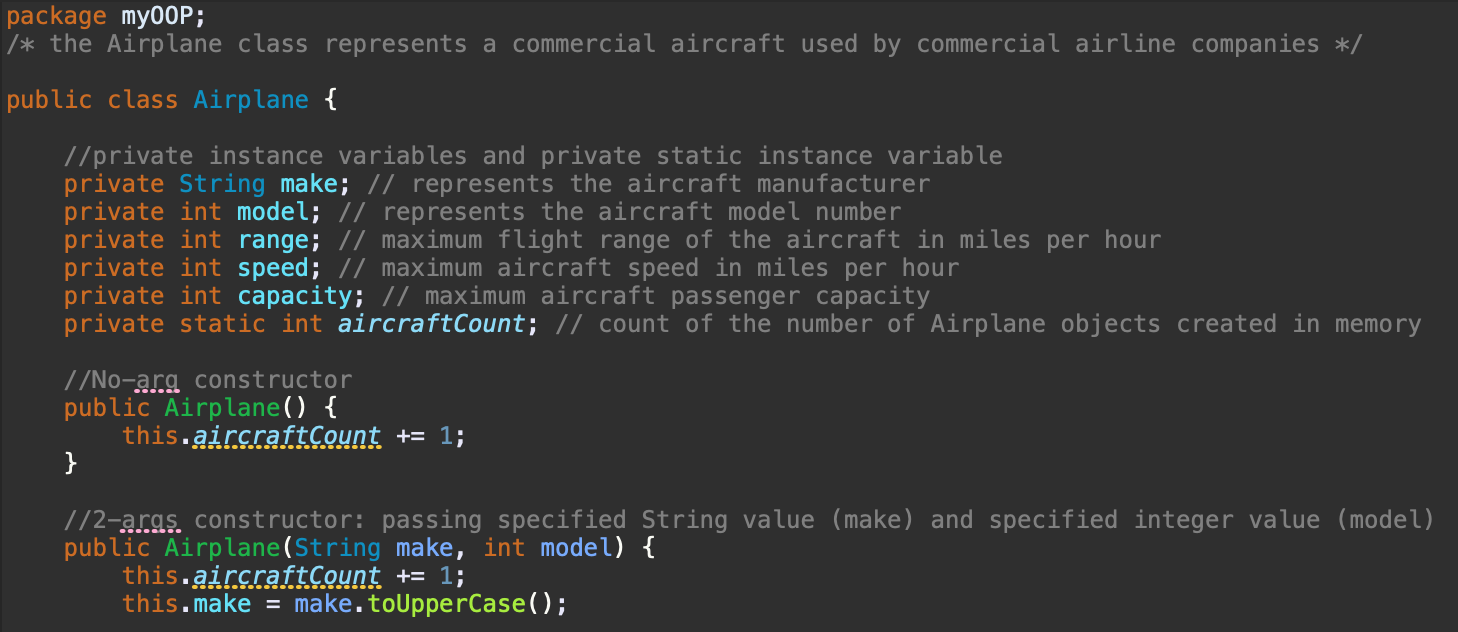 package myOOP;
/* the Airplane class represents a commercial aircraft used by commercial airline companies */
public class Airplane {
//private instance variables and private static instance variable
private String make; // represents the aircraft manufacturer
private int model; // represents the aircraft model number
private int range; // maximum flight range of the aircraft in miles per hour
private int speed; // maximum aircraft speed in miles per hour
private int capacity; // maximum aircraft passenger capacity
private static int aircraftCount; // count of the number of Airplane objects created in memory
//No-arg constructor
public Airplane() {
this.aircraftCount += 1;
}
//2-args constructor: passing specified String value (make) and specified integer value (model)
public Airplane(String make, int model) {
this.aircraftCount += 1;
this.make = make.toUpperCase();